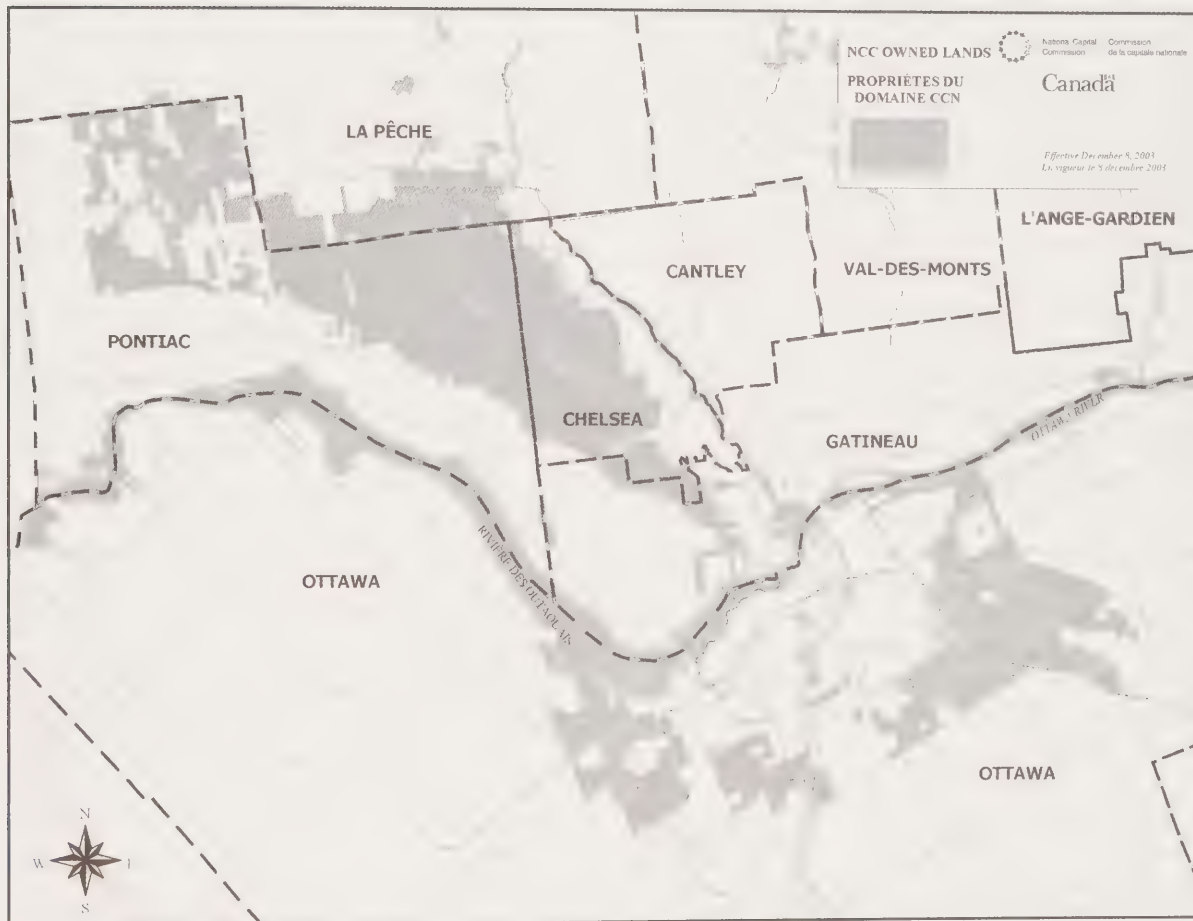 NCC OWNED LANDS
PROPRIÉTES DU
DOMAINE CCN
National Capital
Commission
Commission
de la capitale nationale
Canada
Effective December 8, 2003
En vigueur le 8 décembre 2003
LA PÊCHE
L'ANGE-GARDIEN
CANTLEY
VAL-DES-MONTS
PONTIAC
CHELSEA
GATINEAU
OTTAWA RIVER
OTTAWA
RIVIÈRE DES OUTAOUAIS
OTTAWA
N
W
S